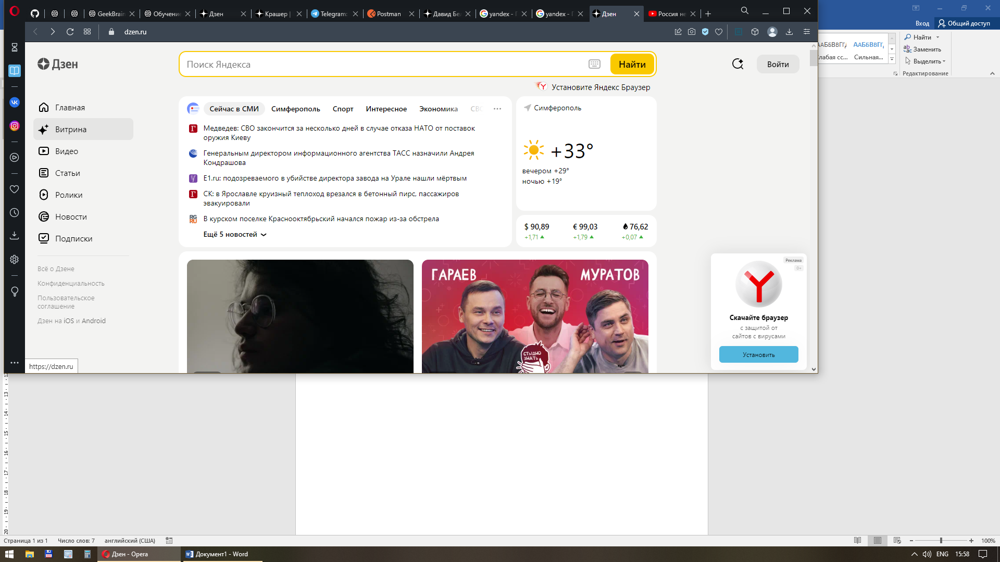 GeekBrain
Обучение
Дзен
Крашер |
Telegram:
Postman
Давид Бе
yandex - 
yandex - 
Дзен
Россия не
dzen.ru
Вход
Общий доступ
АаБбВвГг
АаБбВвГг
Слабая сс...
Сильная...
Найти
Заменить
Выделить
Редактирование
Дзен
Поиск Яндекса
Найти
Войти
Установите Яндекс Браузер
Главная
Витрина
Видео
Статьи
Ролики
Новости
Подписки
Всё о Дзене
Конфиденциальность
Пользовательское
соглашение
Дзен на iOS и Android
https://dzen.ru
Сейчас в СМИ
Симферополь
Спорт
Интересное
Экономика
СВО
Медведев: СВО закончится за несколько дней в случае отказа НАТО от поставок
оружия Киеву
Генеральным директором информационного агентства ТАСС назначили Андрея
Кондрашова
E1.ru: подозреваемого в убийстве директора завода на Урале нашли мёртвым
СК: в Ярославле круизный теплоход врезался в бетонный пирс, пассажиров
эвакуировали
В курском поселке Краснооктябрьский начался пожар из-за обстрела
Ещё 5 новостей
Симферополь
+33°
вечером +29°
ночью +19°
$ 90,89
€ 99,03
76,62
+1,71
+1,79
+0,07
ГАРАЕВ
МУРАТОВ
СТЫДНО
ЗНАТЬ
Реклама
0+
Скачайте браузер
с защитой от
сайтов с вирусами
Установить
Страница 1 из 1
Число слов: 7
английский (США)
100%
Дзен - Opera
Документ1 - Word
ENG
15:58